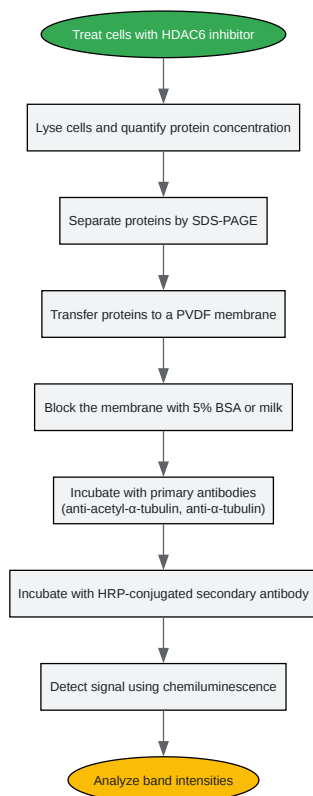 Treat cells with HDAC6 inhibitor
Lyse cells and quantify protein concentration
Separate proteins by SDS-PAGE
Transfer proteins to a PVDF membrane
Block the membrane with 5% BSA or milk
Incubate with primary antibodies
(anti-acetyl-α-tubulin, anti-α-tubulin)
Incubate with HRP-conjugated secondary antibody
Detect signal using chemiluminescence
Analyze band intensities